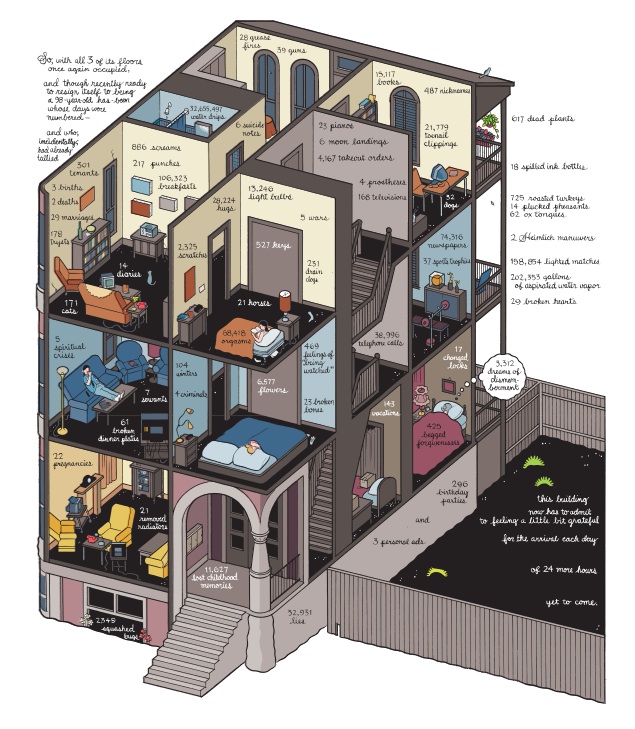 So, with all 3 of its floors
once again occupied,
and though recently ready
to resign itself to being
a 98-year-old has-been
whose days were
numbered—
and who,
incidentally,
had already
tallied
301
tenants
3 births
2 deaths
29 marriages
178
trysts
886 screams
217 punches
106,323
breakfasts
32,655,497
water drips
28 grease
fires
39 guns
6 suicide
notes
15,117
books
487 nicknames
21,779
toenail
clippings
32
dogs
23 pianos
6 moon landings
4,167 takeout orders
4 prostheses
168 televisions
28,224
hugs
13,246
light bulbs
5 wars
527 keys
231
drain
clogs
2,325
scratches
21 horses
68,418
orgasms
14
diaries
171
cats
74,316
newspapers
37 sports trophies
617 dead plants
18 spilled ink bottles
725 roasted turkeys
14 plucked pheasants
62 ox tongues
2 Heimlich maneuvers
158,854 lighted matches
202,353 gallons
of aspirated water vapor
29 broken hearts
5
spiritual
crises
7
servants
61
broken
dinner plates
104
winters
4 criminals
6,577
flowers
469
feelings of
"being
watched"
23 broken
bones
38,996
telephone calls
143
vacations
17
changed
locks
3,312
dreams of
dismem-
berment
425
begged
forgivenesses
22
pregnancies
21
removed
radiators
11,627
lost childhood
memories
296
birthday
parties
and
3 personal ads.
32,931
lies
2348
squashed
bugs
this building
now has to admit
to feeling a little bit grateful
for the arrival each day
of 24 more hours
yet to come.